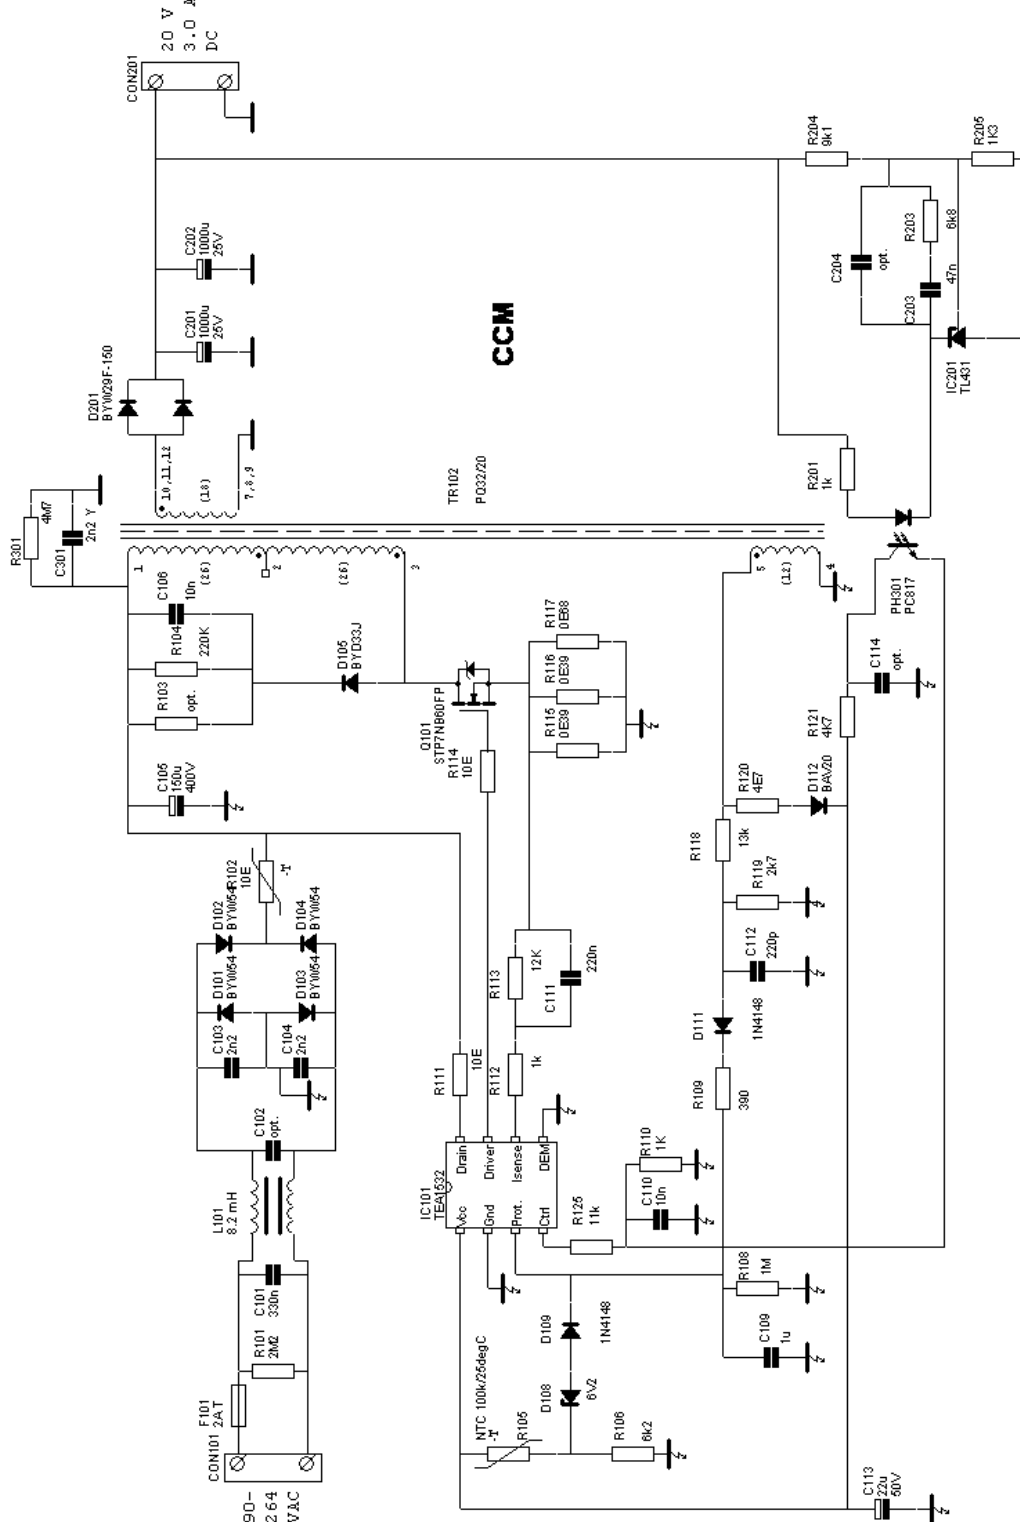 20 V
3.0 A
DC
CON201
R204
9k1
R205
1K3
C202
1000u
25V
C201
1000u
25V
CCM
R203
6k8
C204
opt.
C203
47n
IC201
TL431
D201
BYW29F-150
10,11,12
(18)
7,8,9
TR102
PQ32/20
R201
1k
R301
4M7
C301
2n2 Y
1
(26)
2
(26)
3
5
(12)
4
PH301
PC817
C106
10n
R104
220K
R103
opt.
D105
BYD33J
R117
0E68
R116
0E39
R115
0E39
C114
opt.
R121
4K7
Q101
STP7NB60FP
R114
10E
C105
150u
400V
R120
4E7
D112
BAV20
R118
13k
R119
2k7
R102
10E
-T
D102
BYW54
D104
BYW54
D101
BYW54
D103
BYW54
C103
2n2
C104
2n2
R113
12K
C111
220n
C112
220p
D111
1N4148
R111
10E
R112
1k
R109
390
C102
opt.
L101
8.2 mH
IC101
TEA1532
Drain
Driver
Isense
DEM
Vcc
Gnd
Prot.
Ctrl
R110
1K
C110
10n
R125
11k
C101
330n
R101
2M2
F101
2AT
CON101
90-
264
VAC
R108
1M
C109
1u
D109
1N4148
D108
6V2
NTC 100k/25degC
-T
R105
R106
6k2
C113
22u
50V